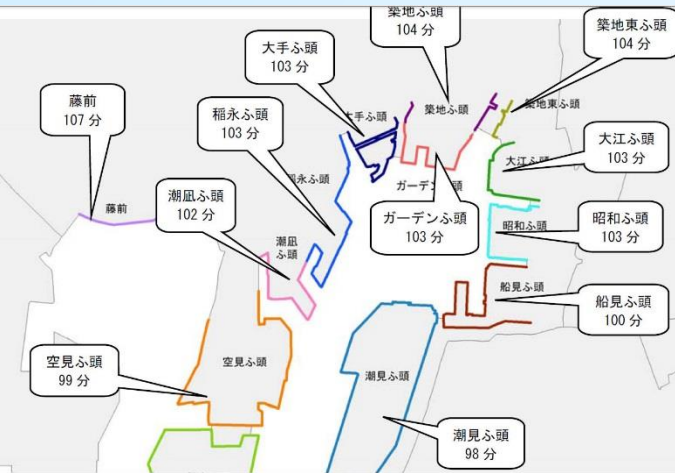 築地ふ頭
104 分
築地東ふ頭
104 分
大手ふ頭
103 分
藤前
107 分
稲永ふ頭
103 分
大手ふ頭
築地ふ頭
築地東ふ頭
大江ふ頭
103 分
大江ふ頭
稲永ふ頭
ガーデンふ頭
潮凪ふ頭
102 分
藤前
ガーデンふ頭
103 分
昭和ふ頭
昭和ふ頭
103 分
潮凪
ふ頭
船見ふ頭
船見ふ頭
100 分
空見ふ頭
99 分
空見ふ頭
潮見ふ頭
潮見ふ頭
98 分